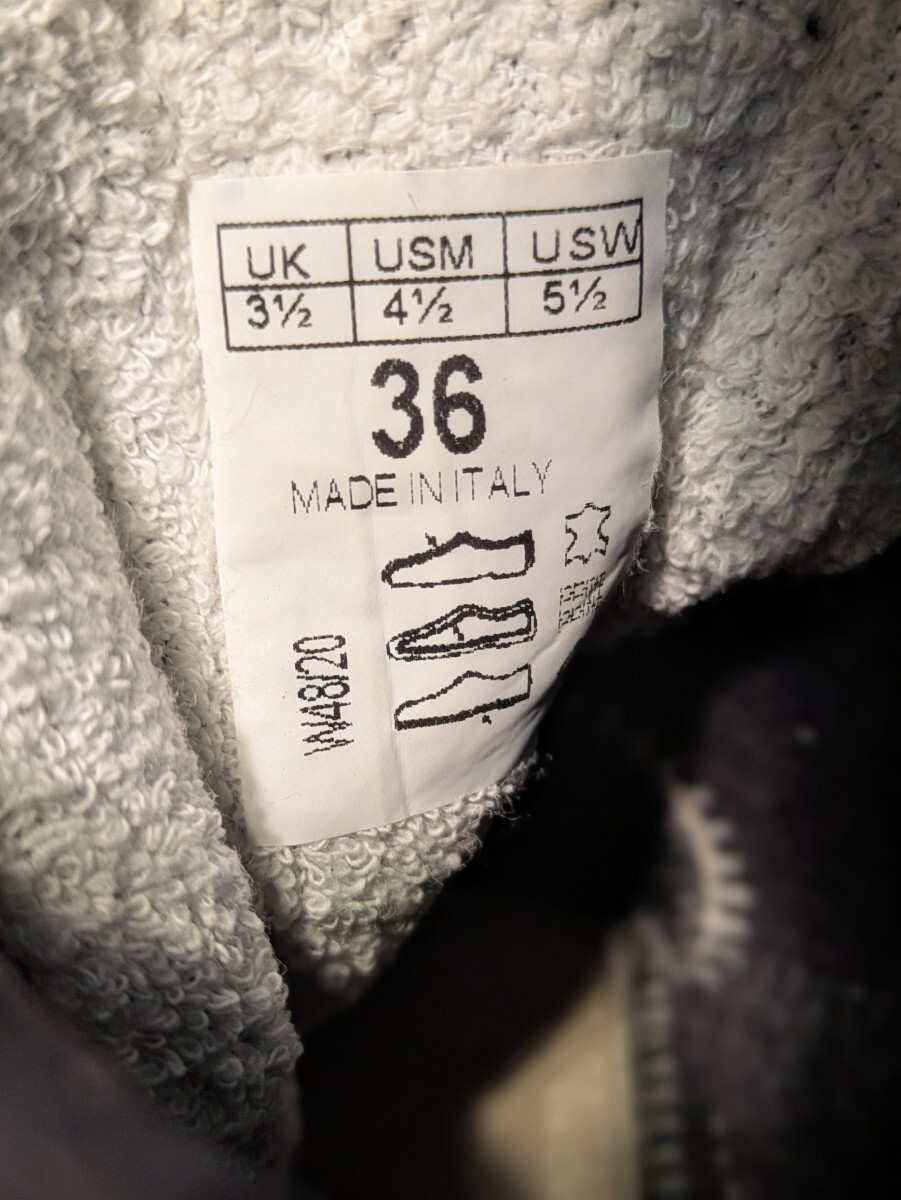 UK USM USW
3½ 4½ 5½
36
MADE IN ITALY
W48/20